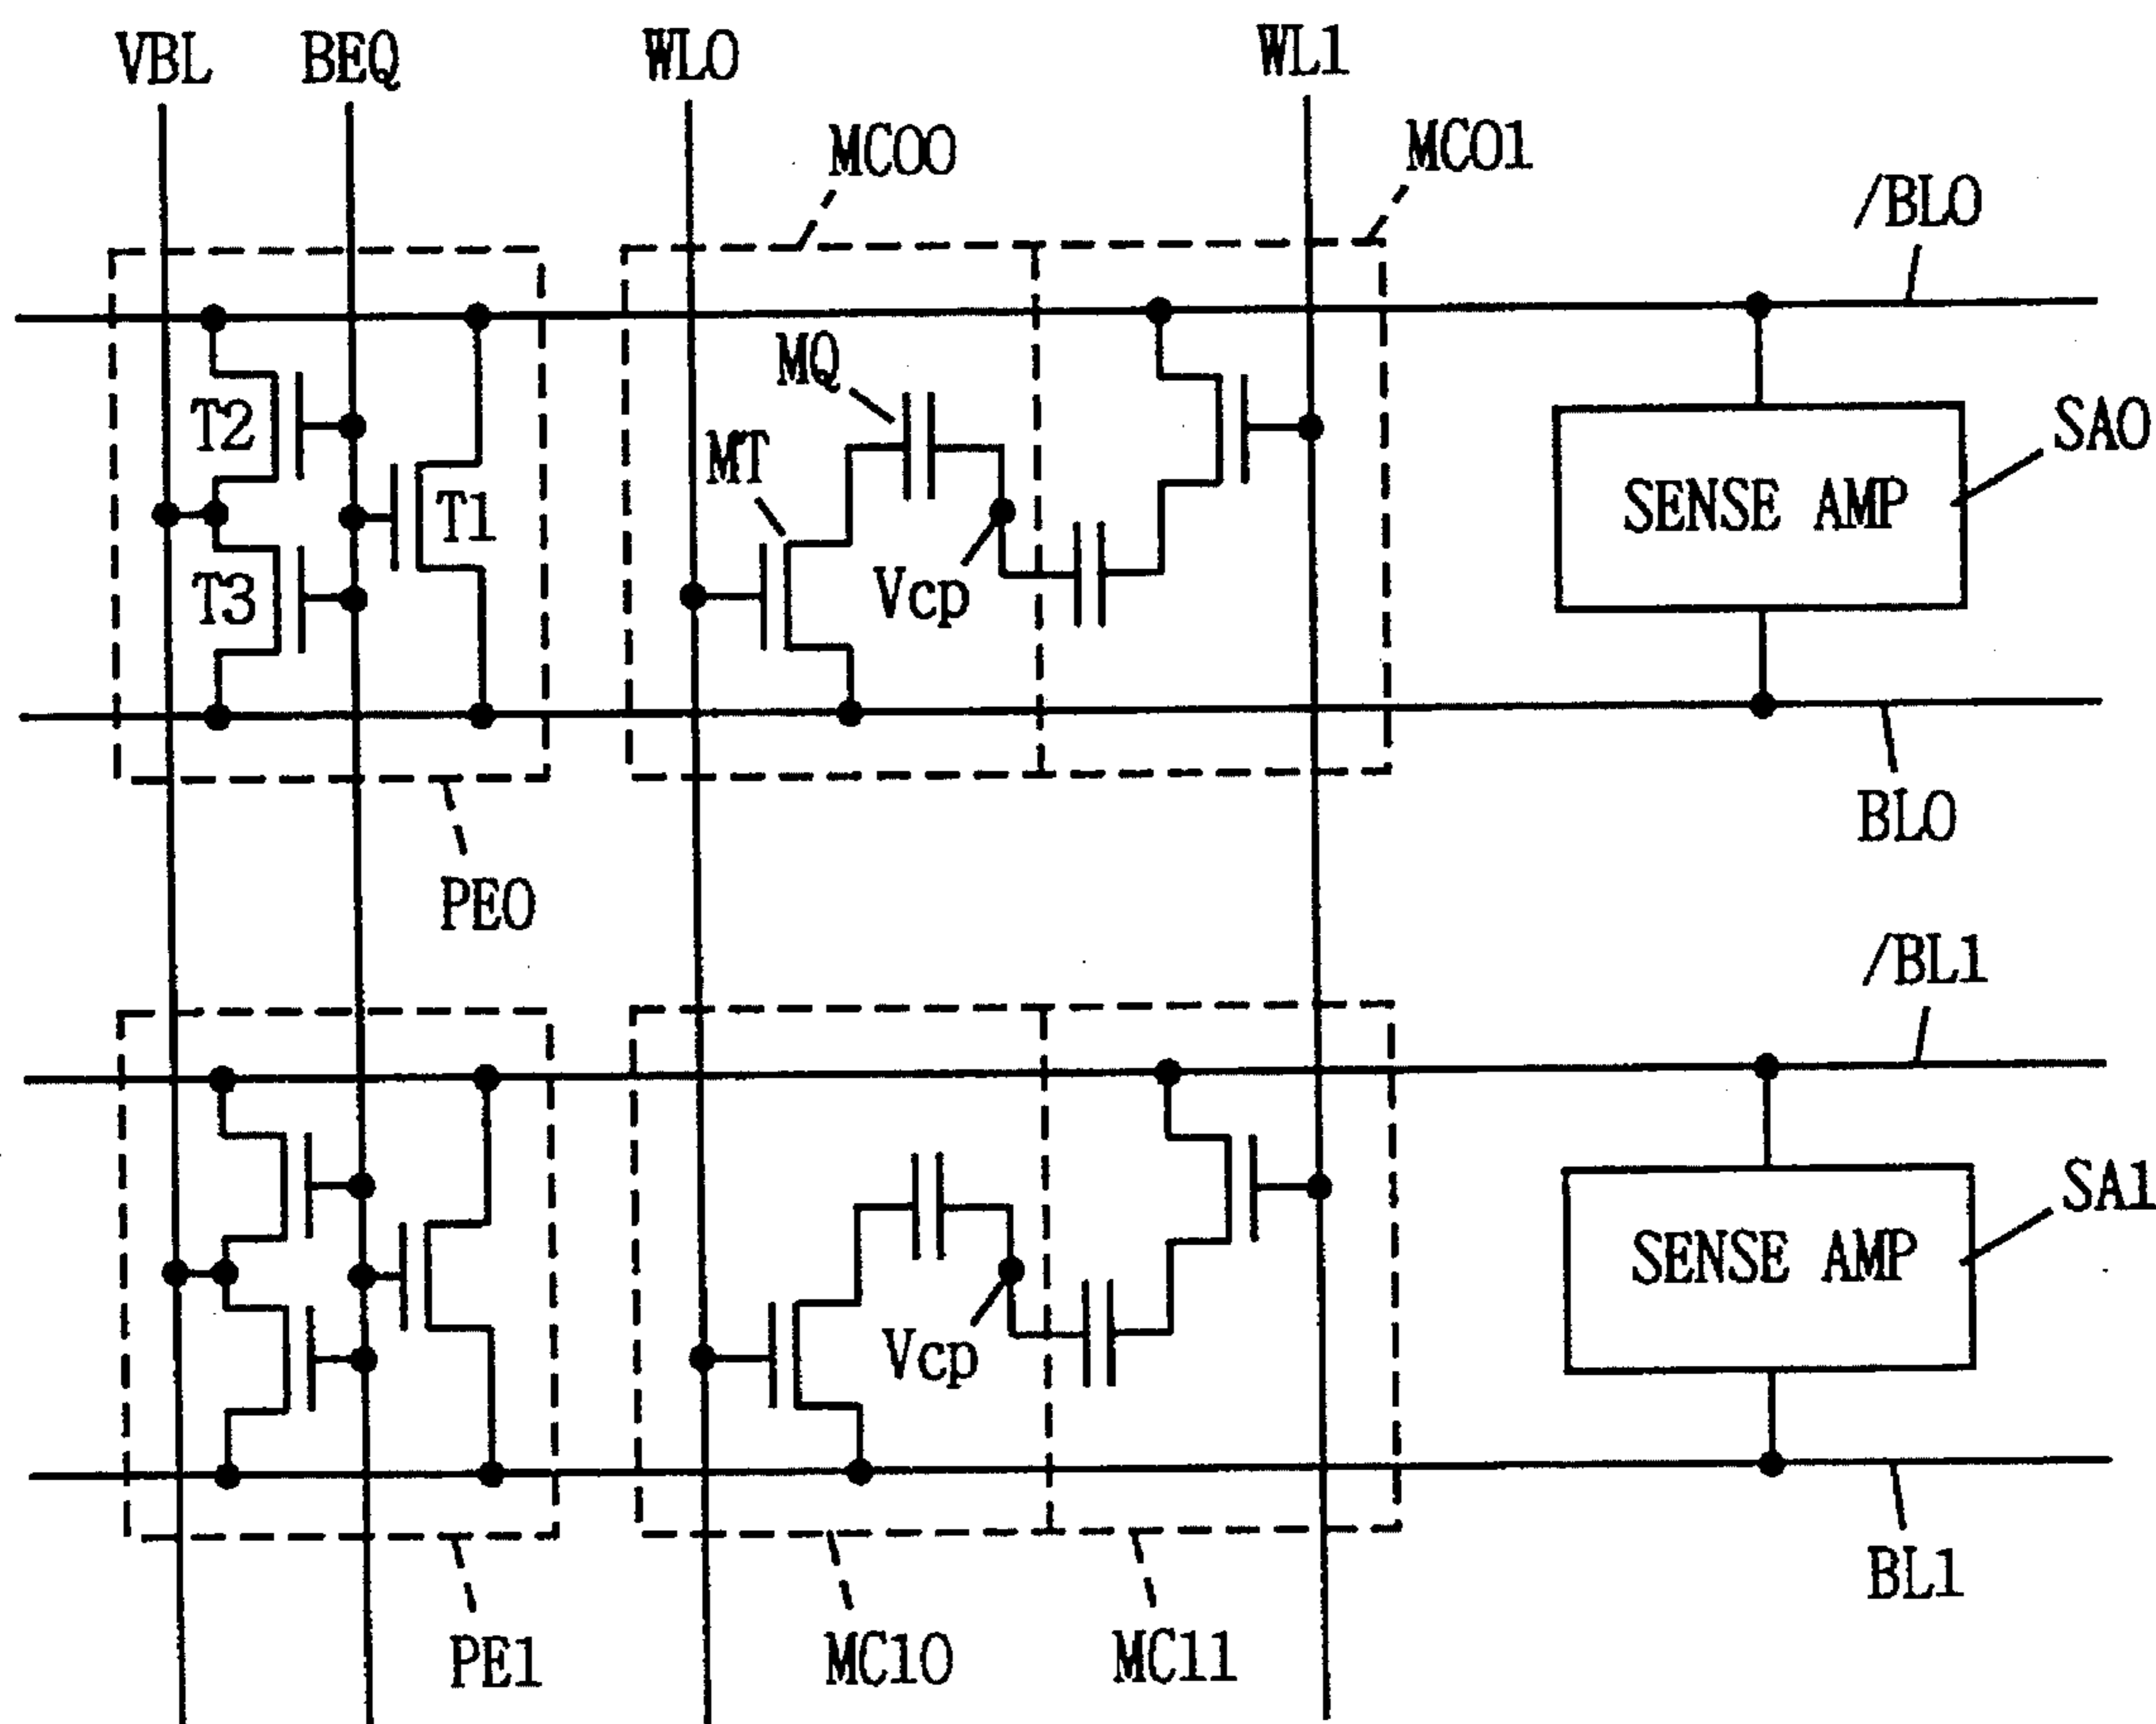 VBL
BEQ
WL0
WL1
MC00
MC01
/BL0
MQ
T2
MT
SA0
SENSE AMP
T1
T3
Vcp
BL0
PE0
/BL1
SA1
SENSE AMP
Vcp
BL1
PE1
MC10
MC11